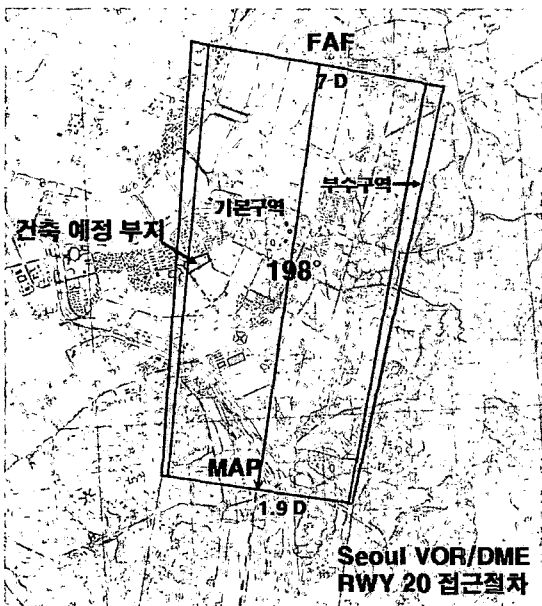 FAF
7 D
부수구역
기본구역
건축 예정 부지
198°
MAP
1.9 D
Seoul VOR/DME
RWY 20 접근절차